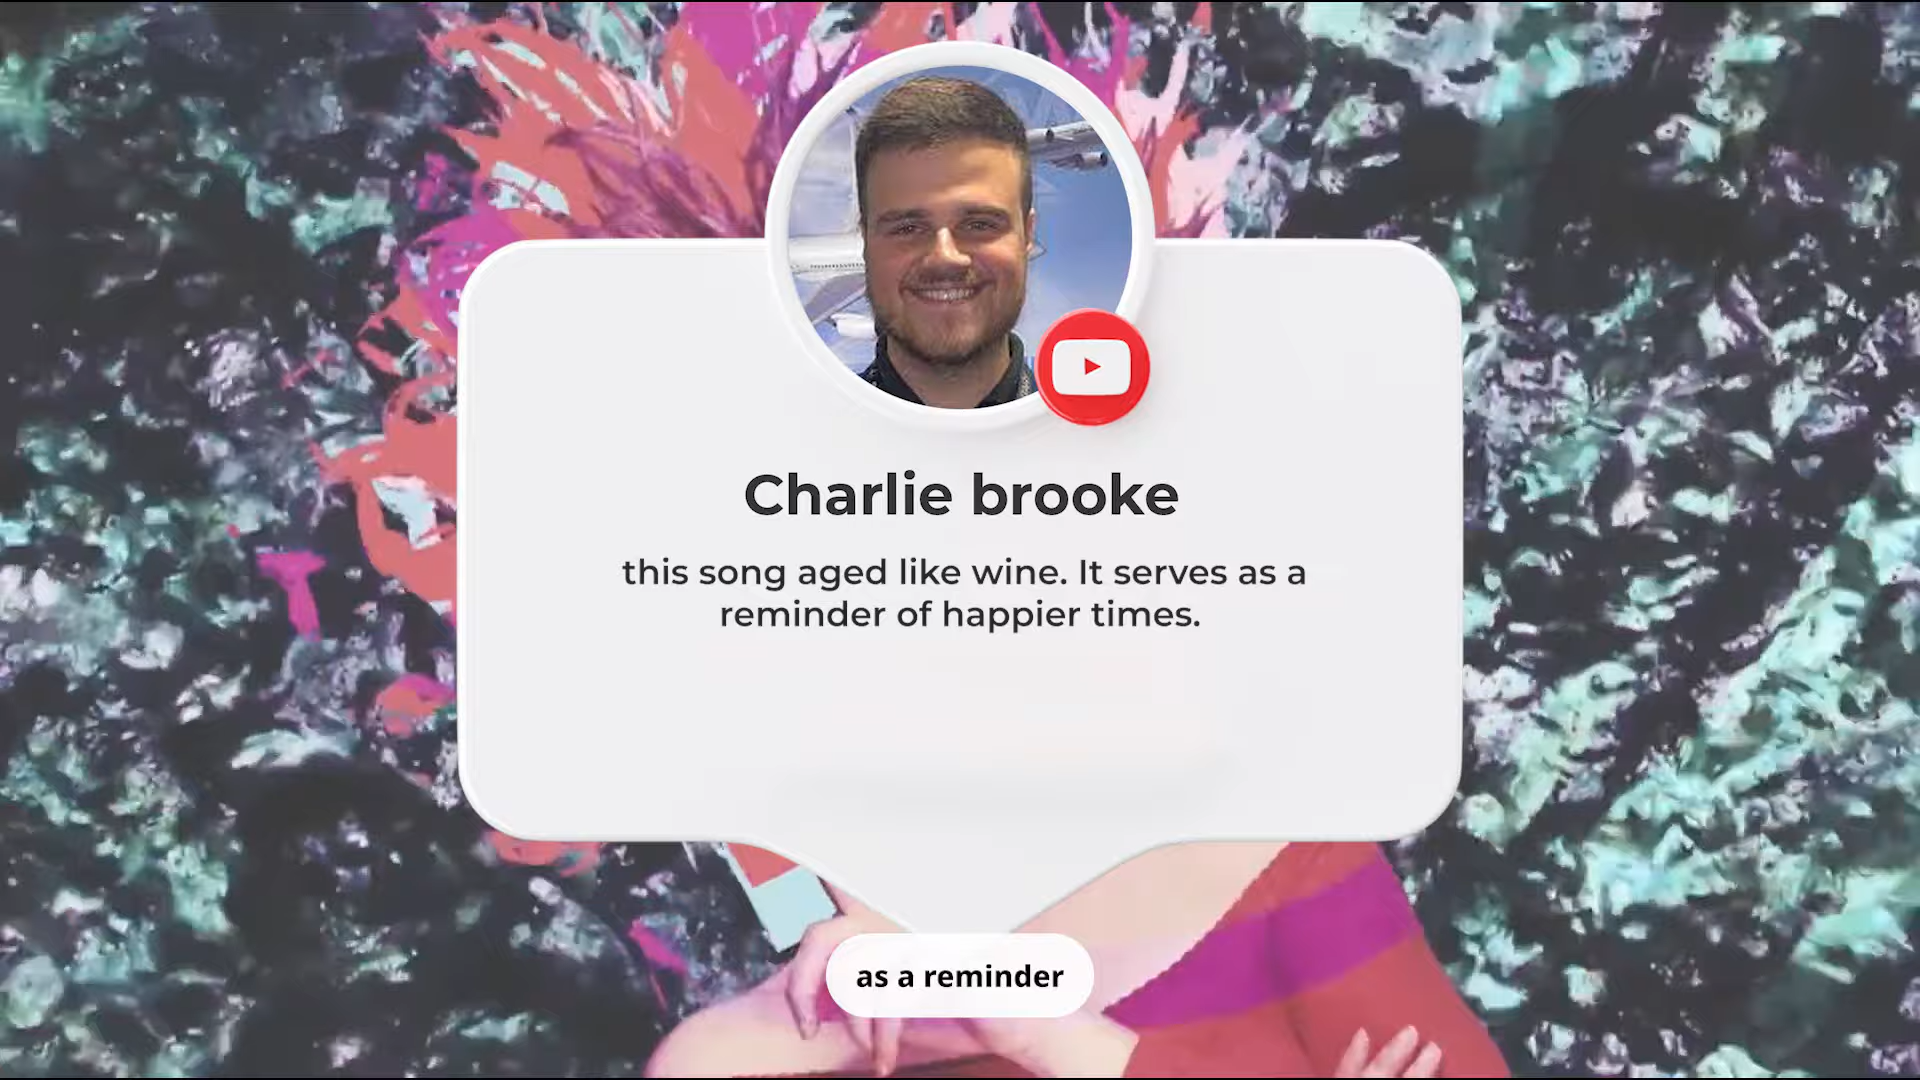 Charlie brooke
this song aged like wine. It serves as a
reminder of happier times.
as a reminder